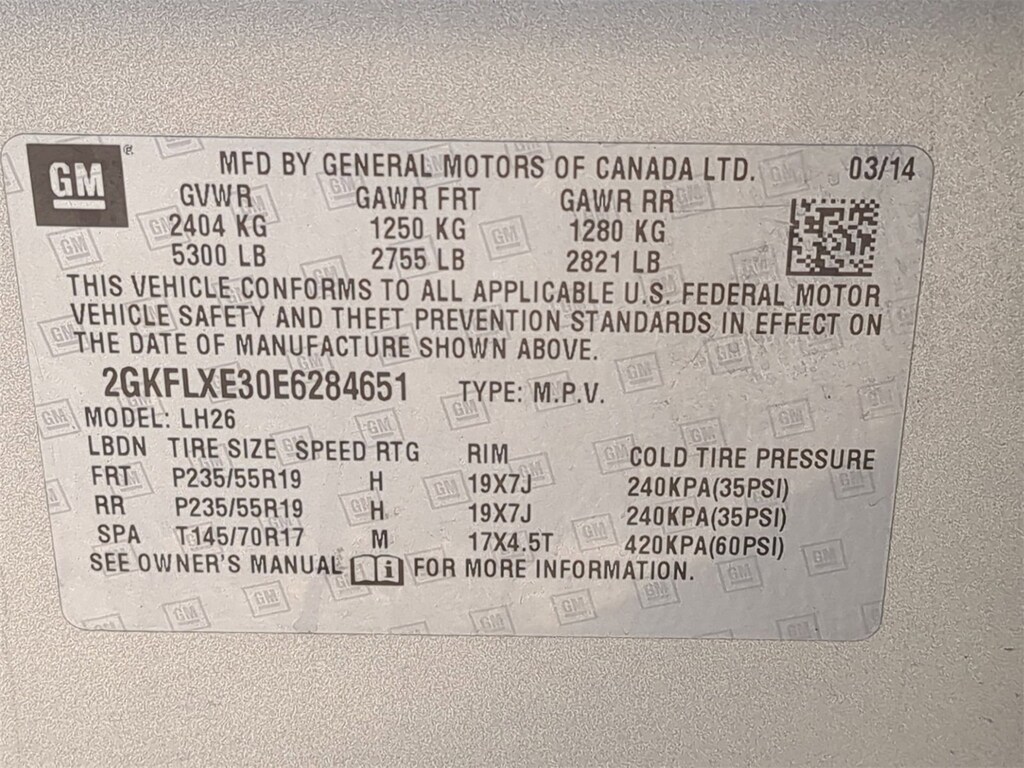 GM ®
MFD BY GENERAL MOTORS OF CANADA LTD. 03/14
GVWR GAWR FRT GAWR RR
2404 KG 1250 KG 1280 KG
5300 LB 2755 LB 2821 LB
THIS VEHICLE CONFORMS TO ALL APPLICABLE U.S. FEDERAL MOTOR
VEHICLE SAFETY AND THEFT PREVENTION STANDARDS IN EFFECT ON
THE DATE OF MANUFACTURE SHOWN ABOVE.
2GKFLXE30E6284651 TYPE: M.P.V.
MODEL: LH26
LBDN TIRE SIZE SPEED RTG RIM COLD TIRE PRESSURE
FRT P235/55R19 H 19X7J 240KPA(35PSI)
RR P235/55R19 H 19X7J 240KPA(35PSI)
SPA T145/70R17 M 17X4.5T 420KPA(60PSI)
SEE OWNER'S MANUAL i FOR MORE INFORMATION.